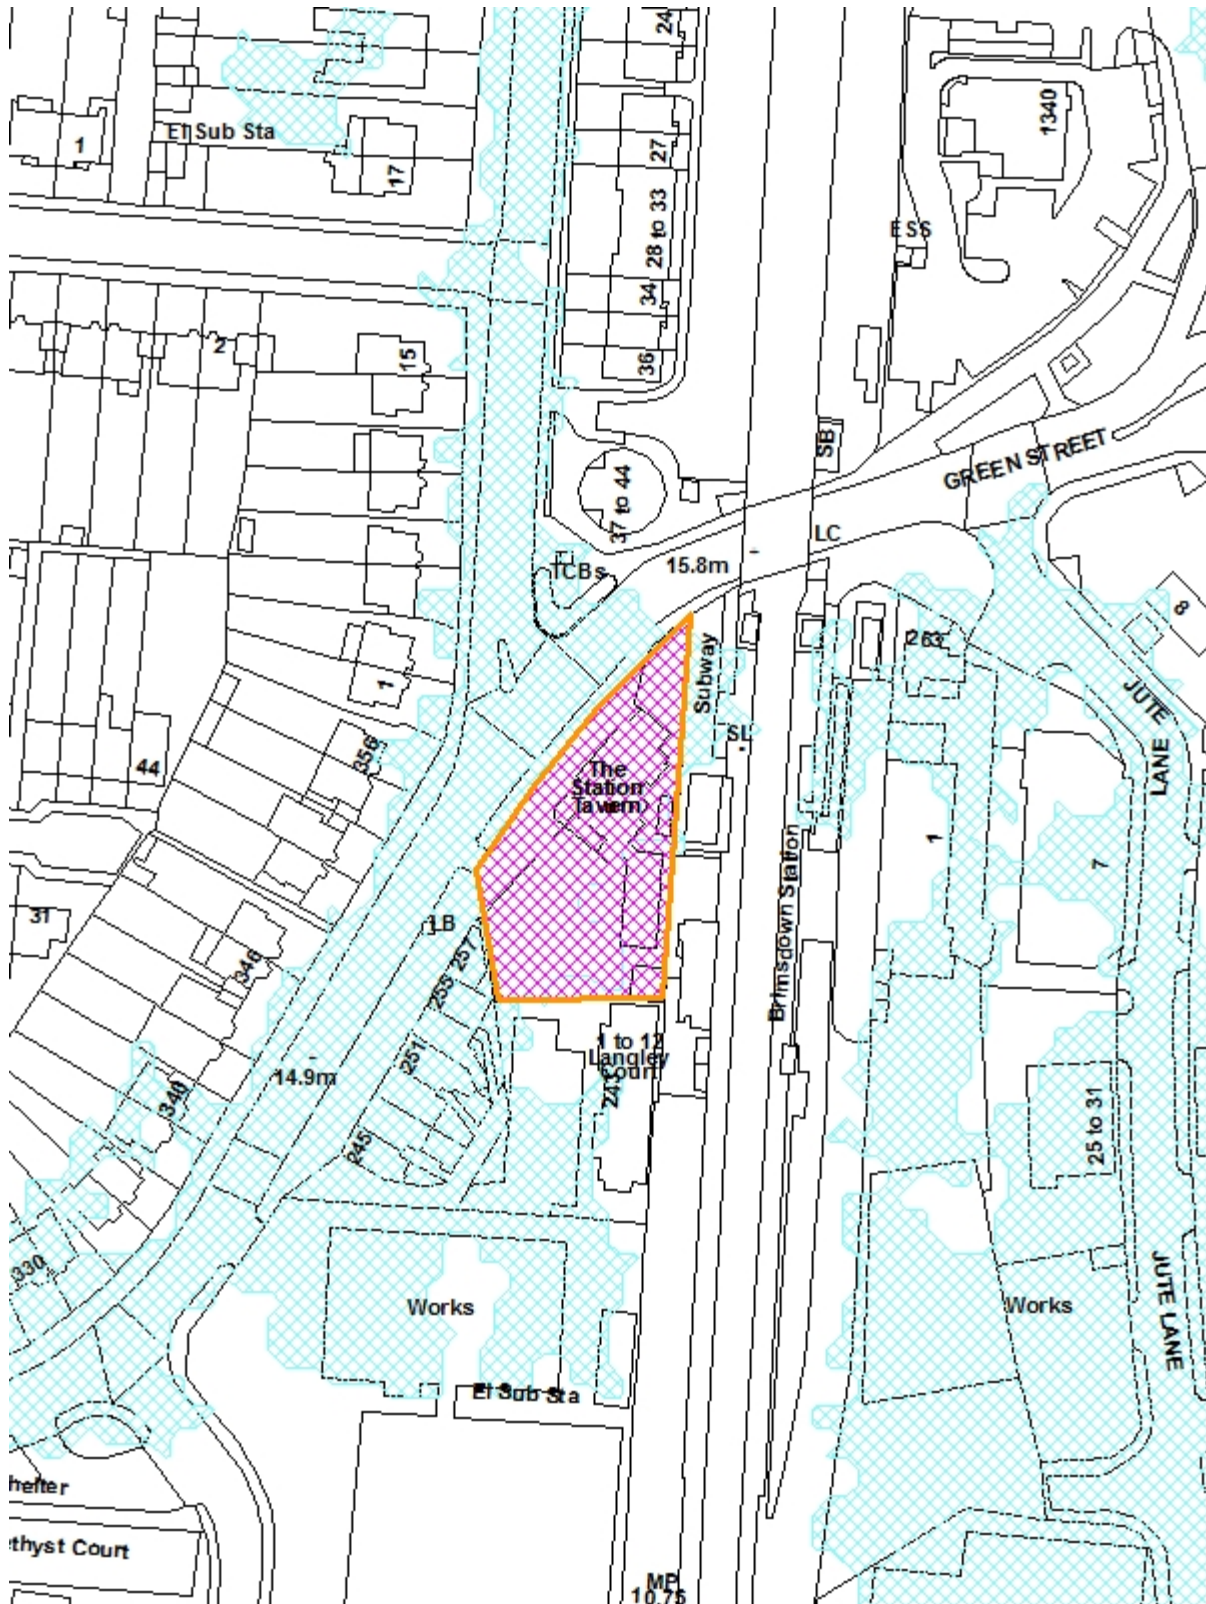 24
1
El Sub Sta
17
27
1340
28 to 33
ESS
34
2
15
36
SB
GREEN STREET
37 to 44
LC
15.8m
TCBs
8
263
Subway
1
JUTE
LANE
SL
356
44
The
Station
Tavern
1
7
Brimsdown Station
31
LB
257
346
255
1 to 12
Langley
Court
243
251
14.9m
340
245
25 to 31
330
Works
Works
JUTE LANE
El Sub Sta
helter
ethyst Court
MP
10.75